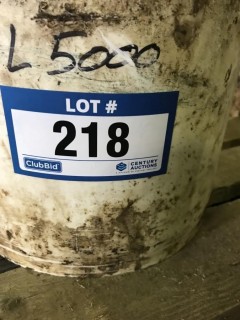 L 5000
LOT #
218
ClubBid
CENTURY
AUCTIONS